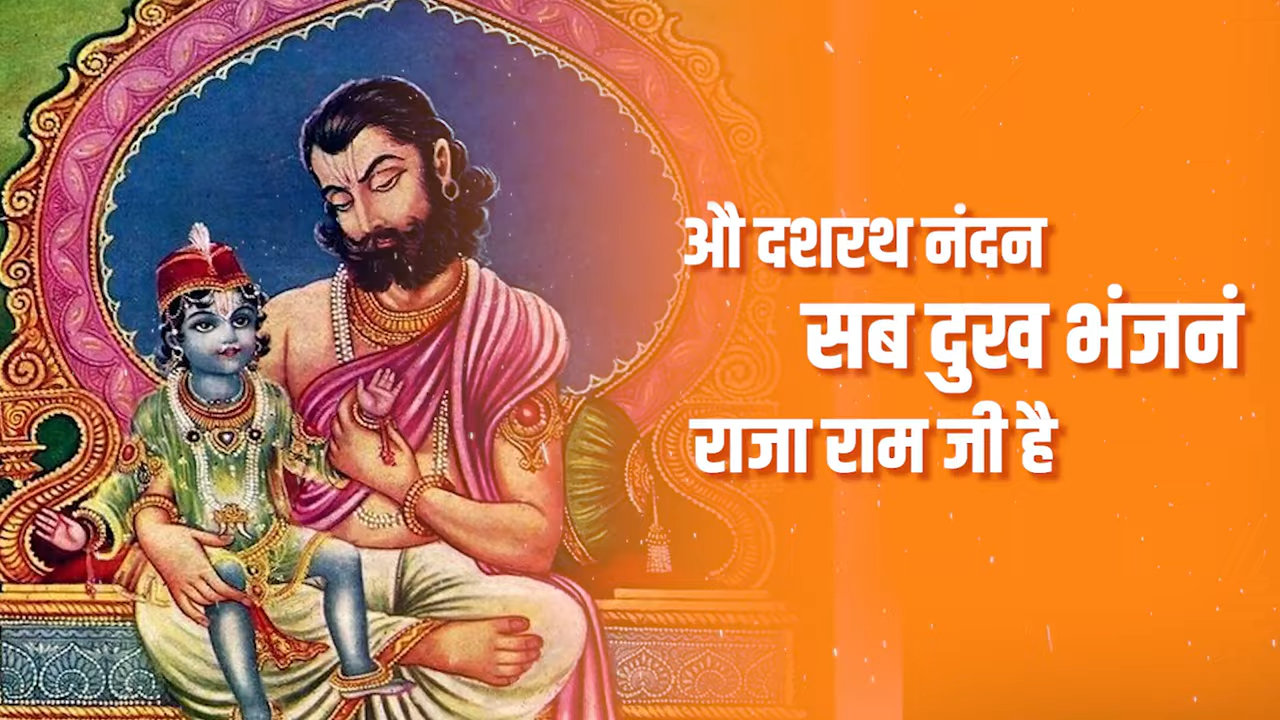 औ दशरथ नंदन
सब दुख भंजनं
राजा राम जी है